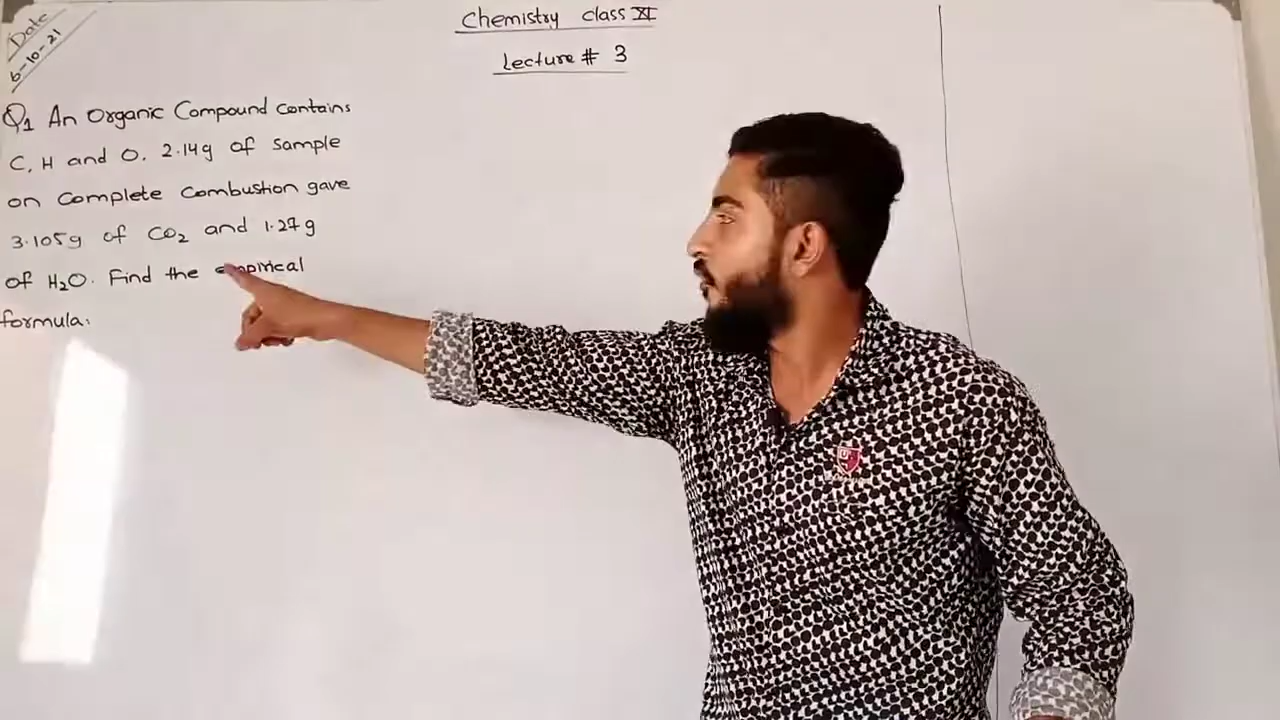 Date
6-10-21
Chemistry class XI
Lecture # 3
Q1 An Organic Compound contains
C, H and O. 2.14g of sample
on Complete Combustion gave
3.105g of CO₂ and 1.27g
of H₂O. Find the empirical
formula.